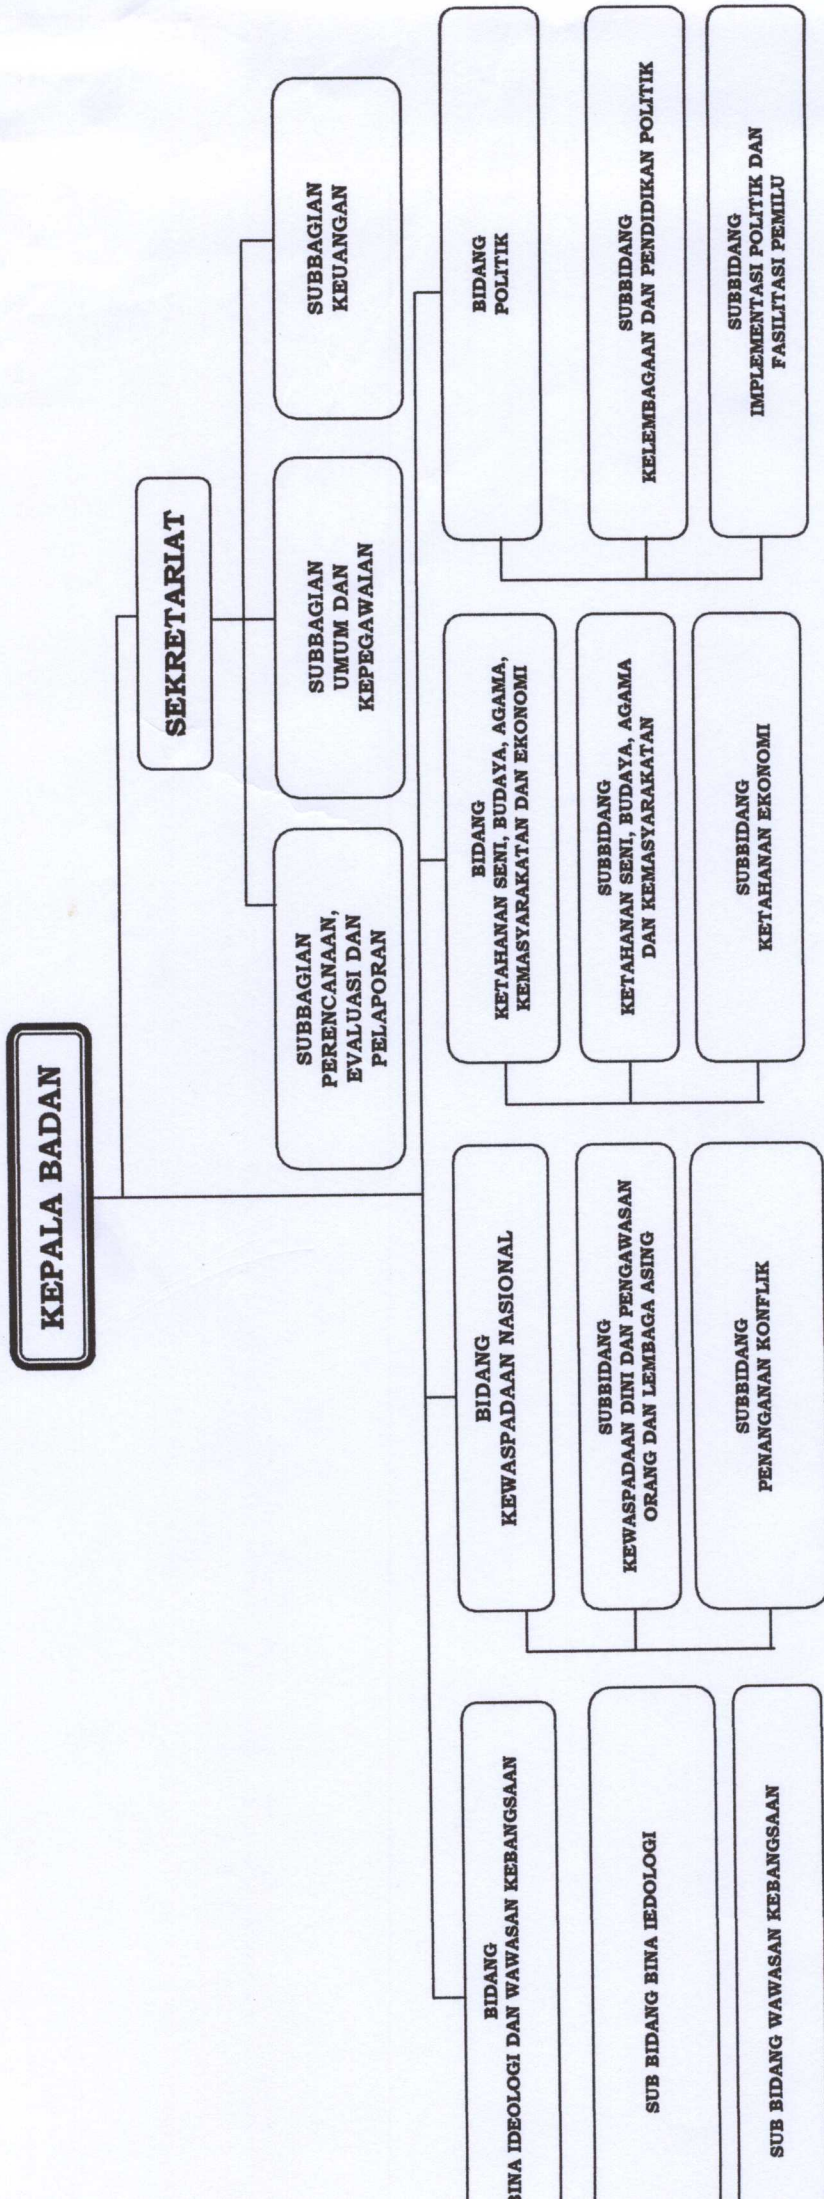 KEPALA BADAN
SEKRETARIAT
SUBBAGIAN
PERENCANAAN,
EVALUASI DAN
PELAPORAN
SUBBAGIAN
UMUM DAN
KEPEGAWAIAN
SUBBAGIAN
KEUANGAN
BIDANG
BINA IDEOLOGI DAN WAWASAN KEBANGSAAN
SUB BIDANG BINA IEDOLOGI
SUB BIDANG WAWASAN KEBANGSAAN
BIDANG
KEWASPADAAN NASIONAL
SUBBIDANG
KEWASPADAAN DINI DAN PENGAWASAN
ORANG DAN LEMBAGA ASING
SUBBIDANG
PENANGANAN KONFLIK
BIDANG
KETAHANAN SENI, BUDAYA, AGAMA,
KEMASYARAKATAN DAN EKONOMI
SUBBIDANG
KETAHANAN SENI, BUDAYA, AGAMA
DAN KEMASYARAKATAN
SUBBIDANG
KETAHANAN EKONOMI
BIDANG
POLITIK
SUBBIDANG
KELEMBAGAAN DAN PENDIDIKAN POLITIK
SUBBIDANG
IMPLEMENTASI POLITIK DAN
FASILITASI PEMILU